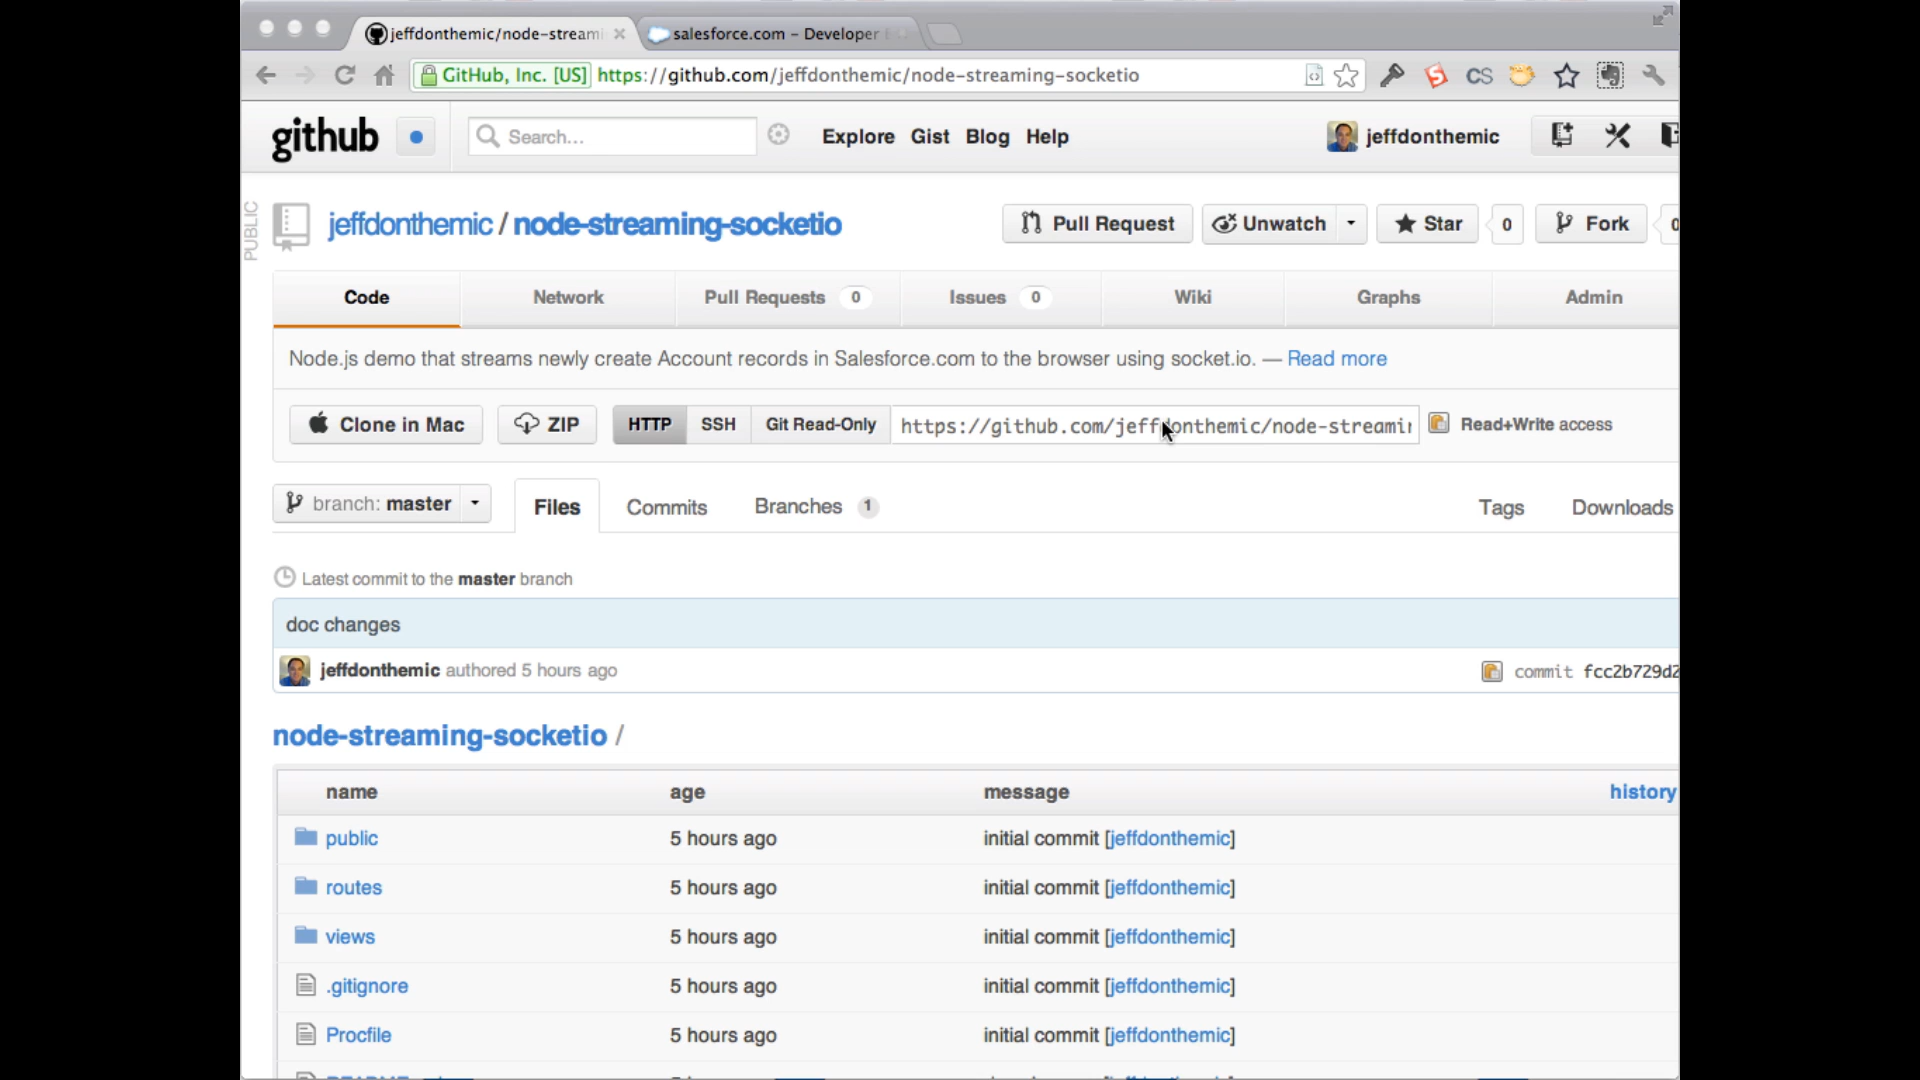 jeffdonthemic/node-streami
salesforce.com – Developer
GitHub, Inc. [US] https://github.com/jeffdonthemic/node-streaming-socketio
CS
github Search... Explore Gist Blog Help jeffdonthemic
PUBLIC
jeffdonthemic / node-streaming-socketio Pull Request Unwatch Star 0 Fork 0
Code Network Pull Requests 0 Issues 0 Wiki Graphs Admin
Node.js demo that streams newly create Account records in Salesforce.com to the browser using socket.io. — Read more
Clone in Mac ZIP HTTP SSH Git Read-Only https://github.com/jeffdonthemic/node-streamin Read+Write access
branch: master Files Commits Branches 1 Tags Downloads
Latest commit to the master branch
doc changes
jeffdonthemic authored 5 hours ago commit fcc2b729d2
node-streaming-socketio /
name age message history
public 5 hours ago initial commit [jeffdonthemic]
routes 5 hours ago initial commit [jeffdonthemic]
views 5 hours ago initial commit [jeffdonthemic]
.gitignore 5 hours ago initial commit [jeffdonthemic]
Procfile 5 hours ago initial commit [jeffdonthemic]